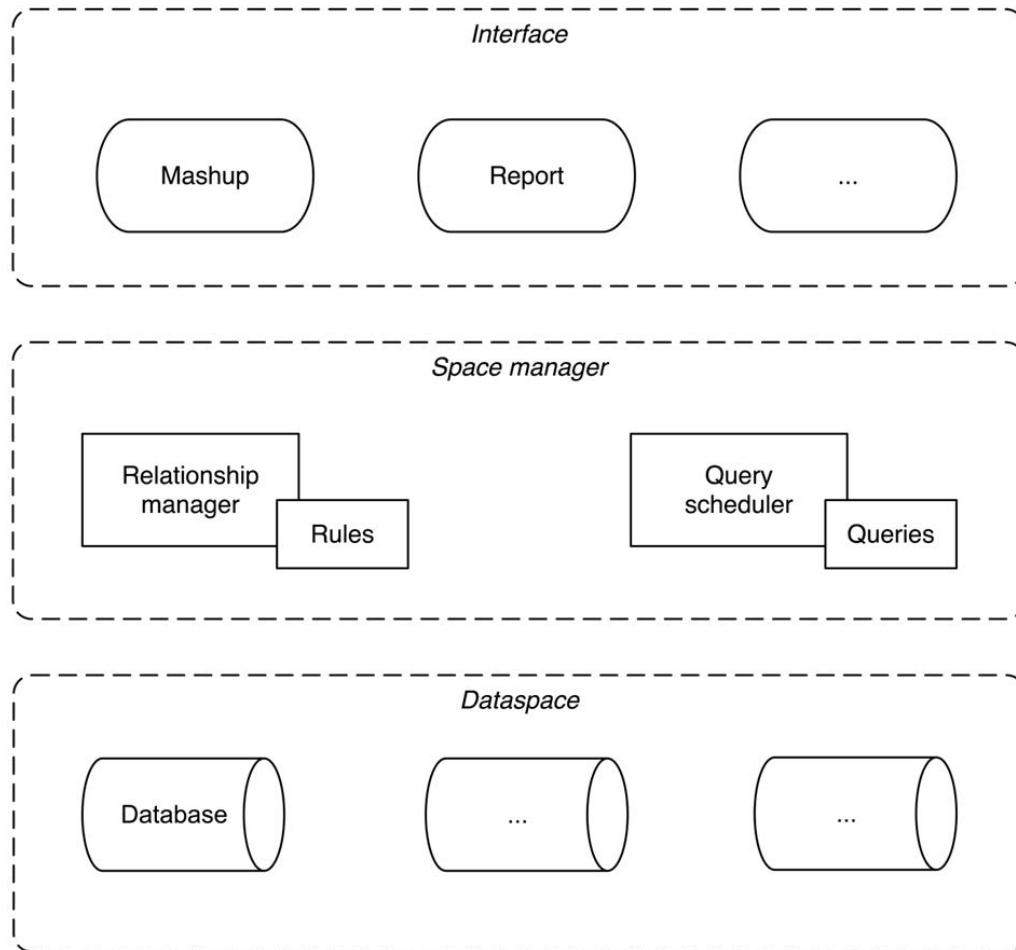 Interface
Mashup
Report
...
Space manager
Relationship
manager
Rules
Query
scheduler
Queries
Dataspace
Database
...
...